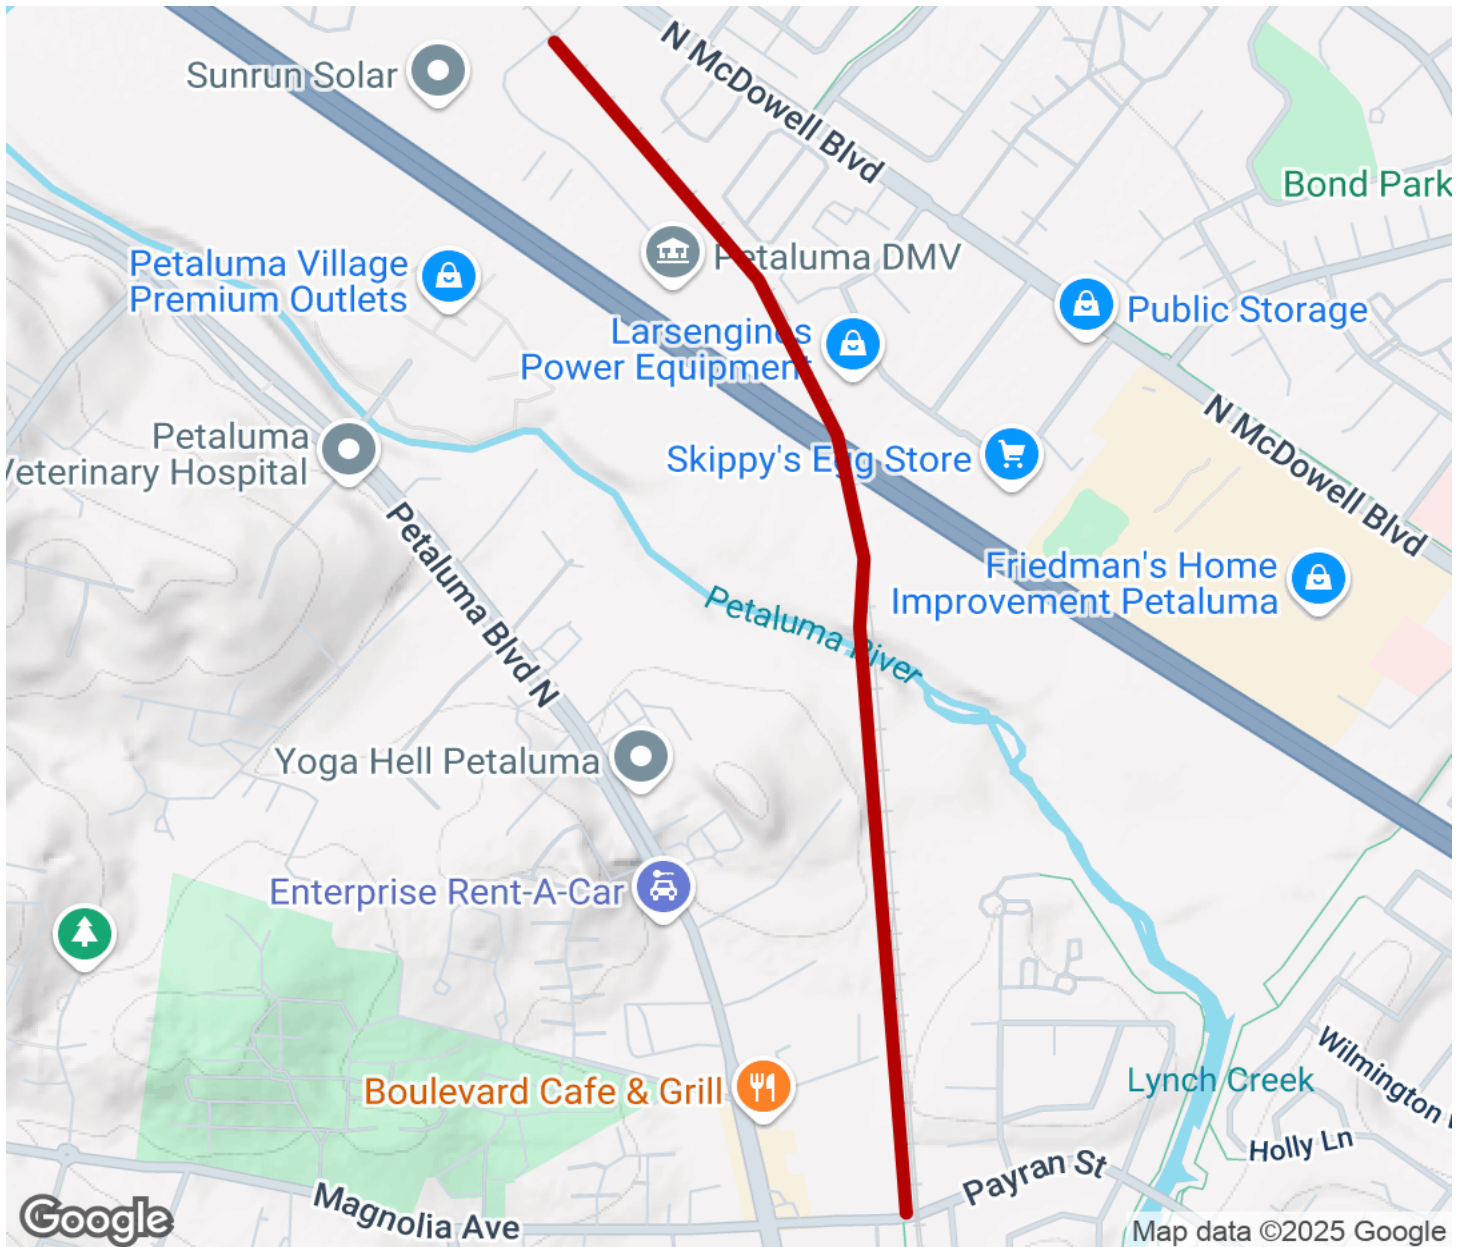 N McDowell Blvd
Sunrun Solar
Bond Park
Petaluma DMV
Petaluma Village
Premium Outlets
Public Storage
Larsengines
Power Equipment
N McDowell Blvd
Petaluma
Veterinary Hospital
Skippy's Egg Store
Petaluma Blvd N
Friedman's Home
Improvement Petaluma
Petaluma River
Yoga Hell Petaluma
Enterprise Rent-A-Car
Wilmington
Boulevard Cafe & Grill
Lynch Creek
Holly Ln
Payran St
Magnolia Ave
Google
Map data ©2025 Google